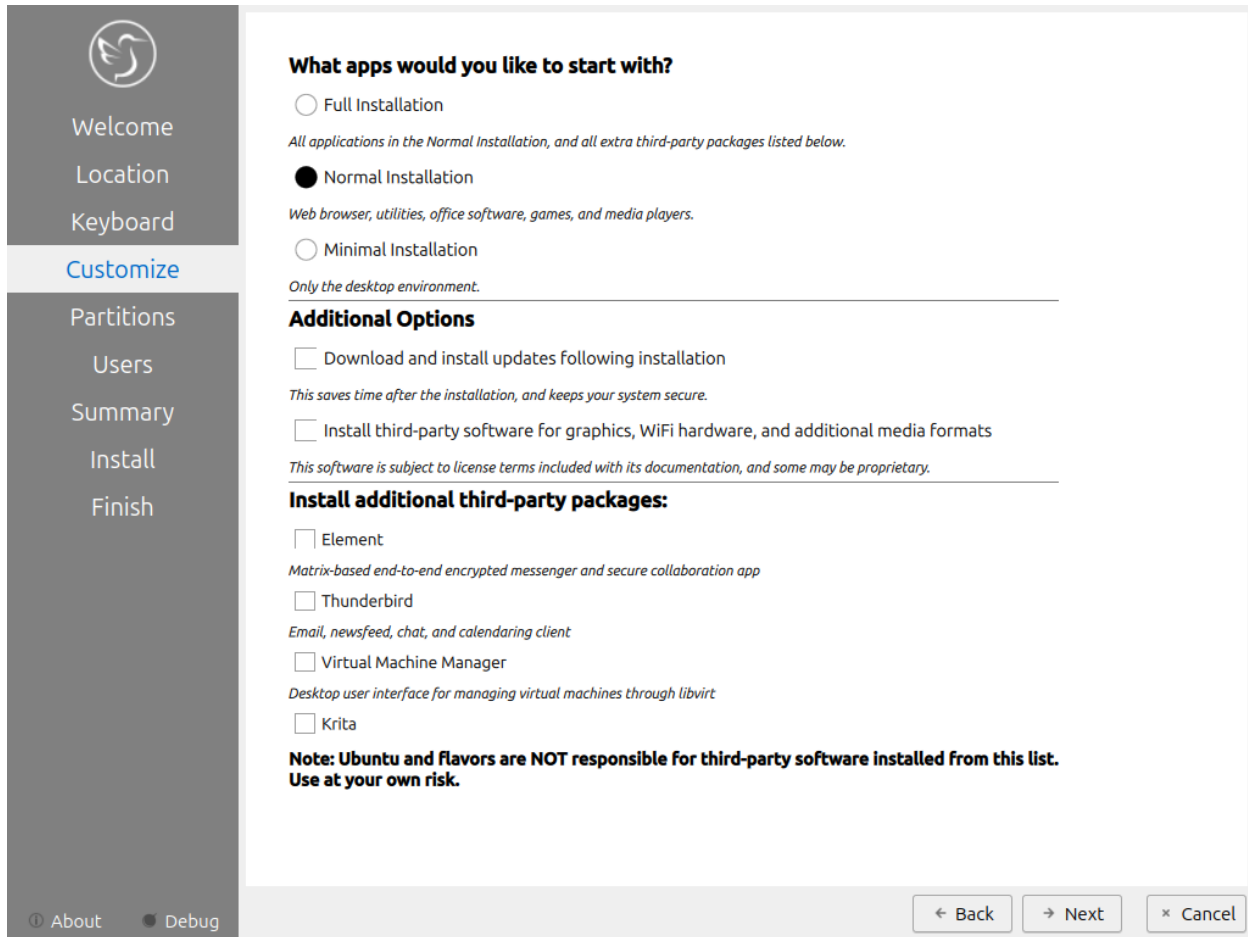 Welcome
Location
Keyboard
Customize
Partitions
Users
Summary
Install
Finish
About
Debug
What apps would you like to start with?
Full Installation
All applications in the Normal Installation, and all extra third-party packages listed below.
Normal Installation
Web browser, utilities, office software, games, and media players.
Minimal Installation
Only the desktop environment.
Additional Options
Download and install updates following installation
This saves time after the installation, and keeps your system secure.
Install third-party software for graphics, WiFi hardware, and additional media formats
This software is subject to license terms included with its documentation, and some may be proprietary.
Install additional third-party packages:
Element
Matrix-based end-to-end encrypted messenger and secure collaboration app
Thunderbird
Email, newsfeed, chat, and calendaring client
Virtual Machine Manager
Desktop user interface for managing virtual machines through libvirt
Krita
Note: Ubuntu and flavors are NOT responsible for third-party software installed from this list.
Use at your own risk.
Back
Next
Cancel